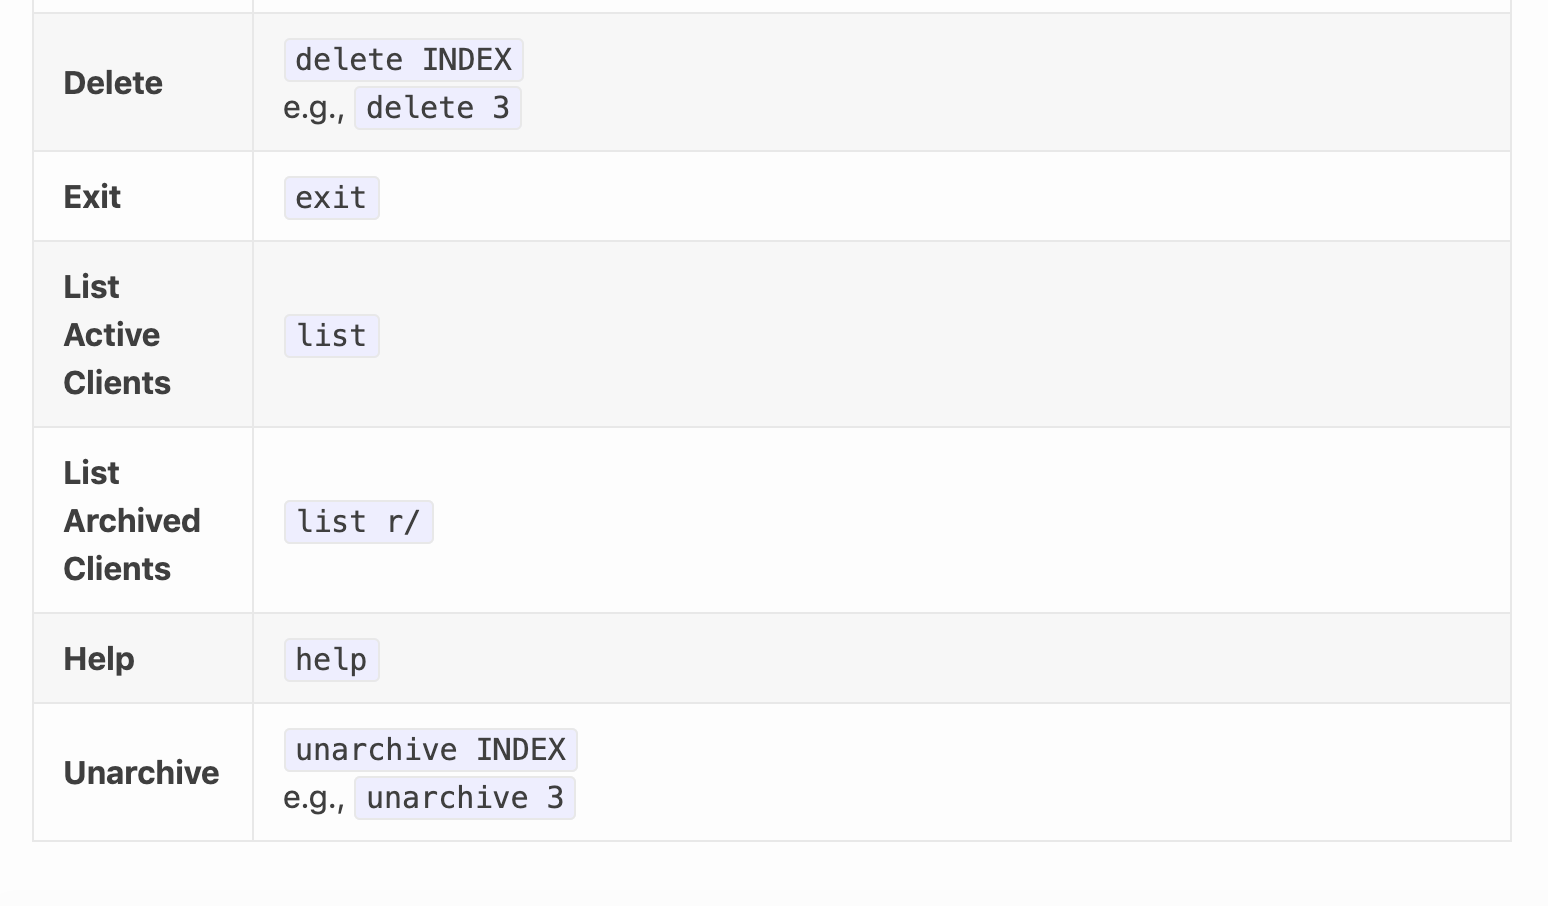 Delete
delete INDEX
e.g., delete 3
Exit
exit
List
Active
Clients
list
List
Archived
Clients
list r/
Help
help
Unarchive
unarchive INDEX
e.g., unarchive 3